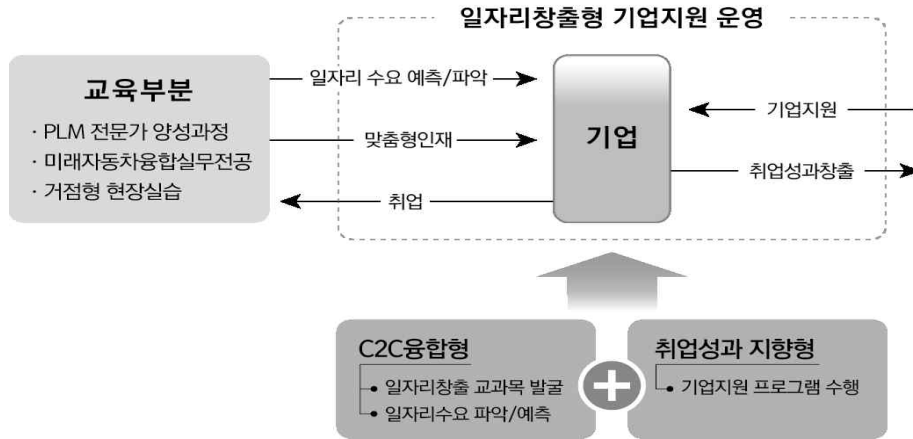 일자리창출형 기업지원 운영
교육부분
· PLM 전문가 양성과정
· 미래자동차융합실무전공
· 거점형 현장실습
일자리 수요 예측/파악
맞춤형인재
취업
기업
기업지원
취업성과창출
C2C융합형
일자리창출 교과목 발굴
일자리수요 파악/예측
취업성과 지향형
기업지원 프로그램 수행